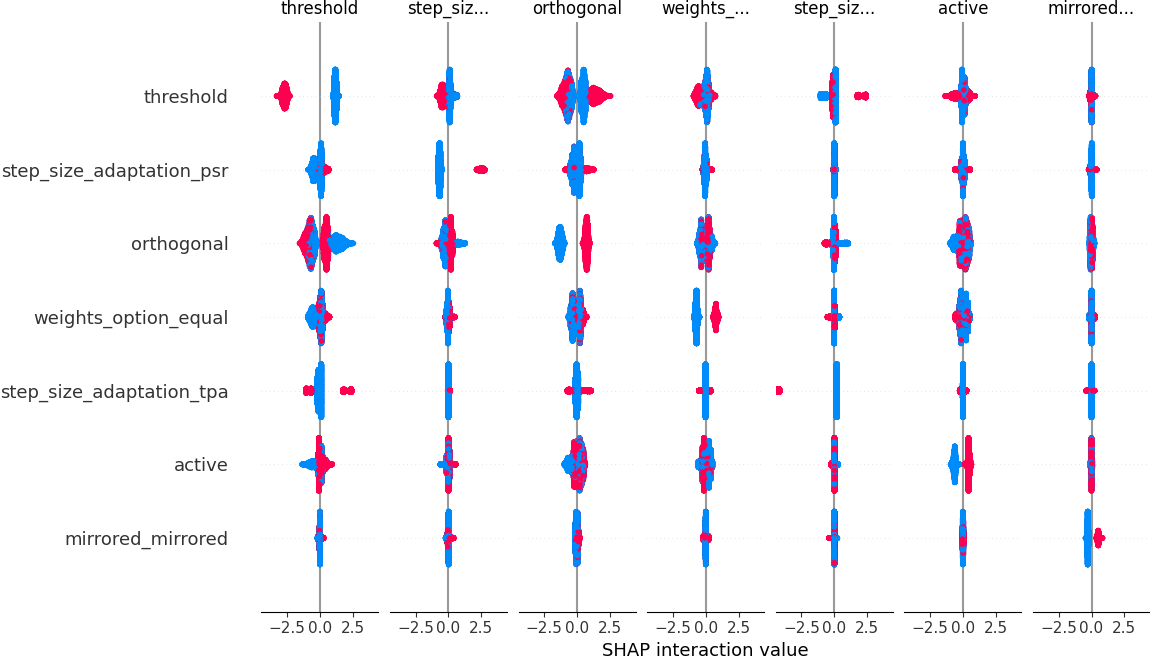 threshold step_siz... orthogonal weights_... step_siz... active mirrored...
threshold
step_size_adaptation_psr
orthogonal
weights_option_equal
step_size_adaptation_tpa
active
mirrored_mirrored
−2.5 0.0 2.5 −2.5 0.0 2.5 −2.5 0.0 2.5 −2.5 0.0 2.5 −2.5 0.0 2.5 −2.5 0.0 2.5 −2.5 0.0 2.5
SHAP interaction value